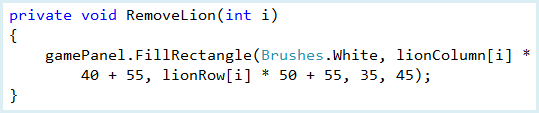 private void RemoveLion(int i)
{
gamePanel.FillRectangle(Brushes.White, lionColumn[i] *
40 + 55, lionRow[i] * 50 + 55, 35, 45);
}